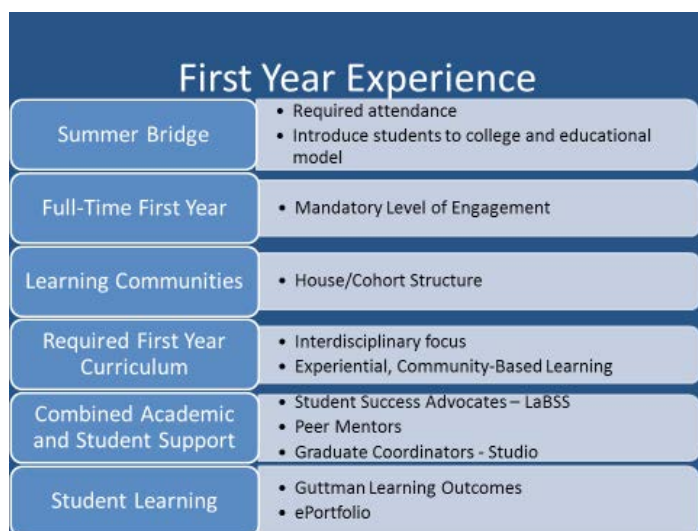 First Year Experience
Summer Bridge
• Required attendance
• Introduce students to college and educational
model
Full-Time First Year
• Mandatory Level of Engagement
Learning Communities
• House/Cohort Structure
Required First Year
Curriculum
• Interdisciplinary focus
• Experiential, Community-Based Learning
Combined Academic
and Student Support
• Student Success Advocates – LaBSS
• Peer Mentors
• Graduate Coordinators - Studio
Student Learning
• Guttman Learning Outcomes
• ePortfolio